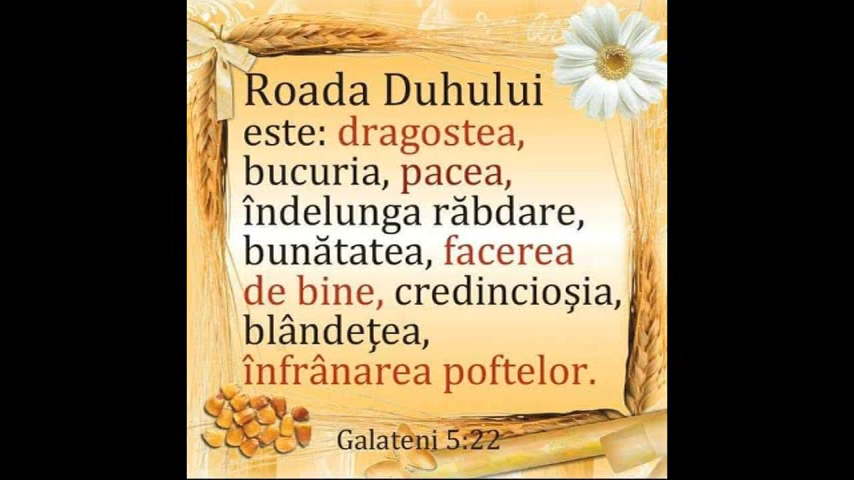 Roada Duhului
este: dragostea,
bucuria, pacea,
îndelunga răbdare,
bunătatea, facerea
de bine, credincioşia,
blândeţea,
înfrânarea poftelor.
Galateni 5:22